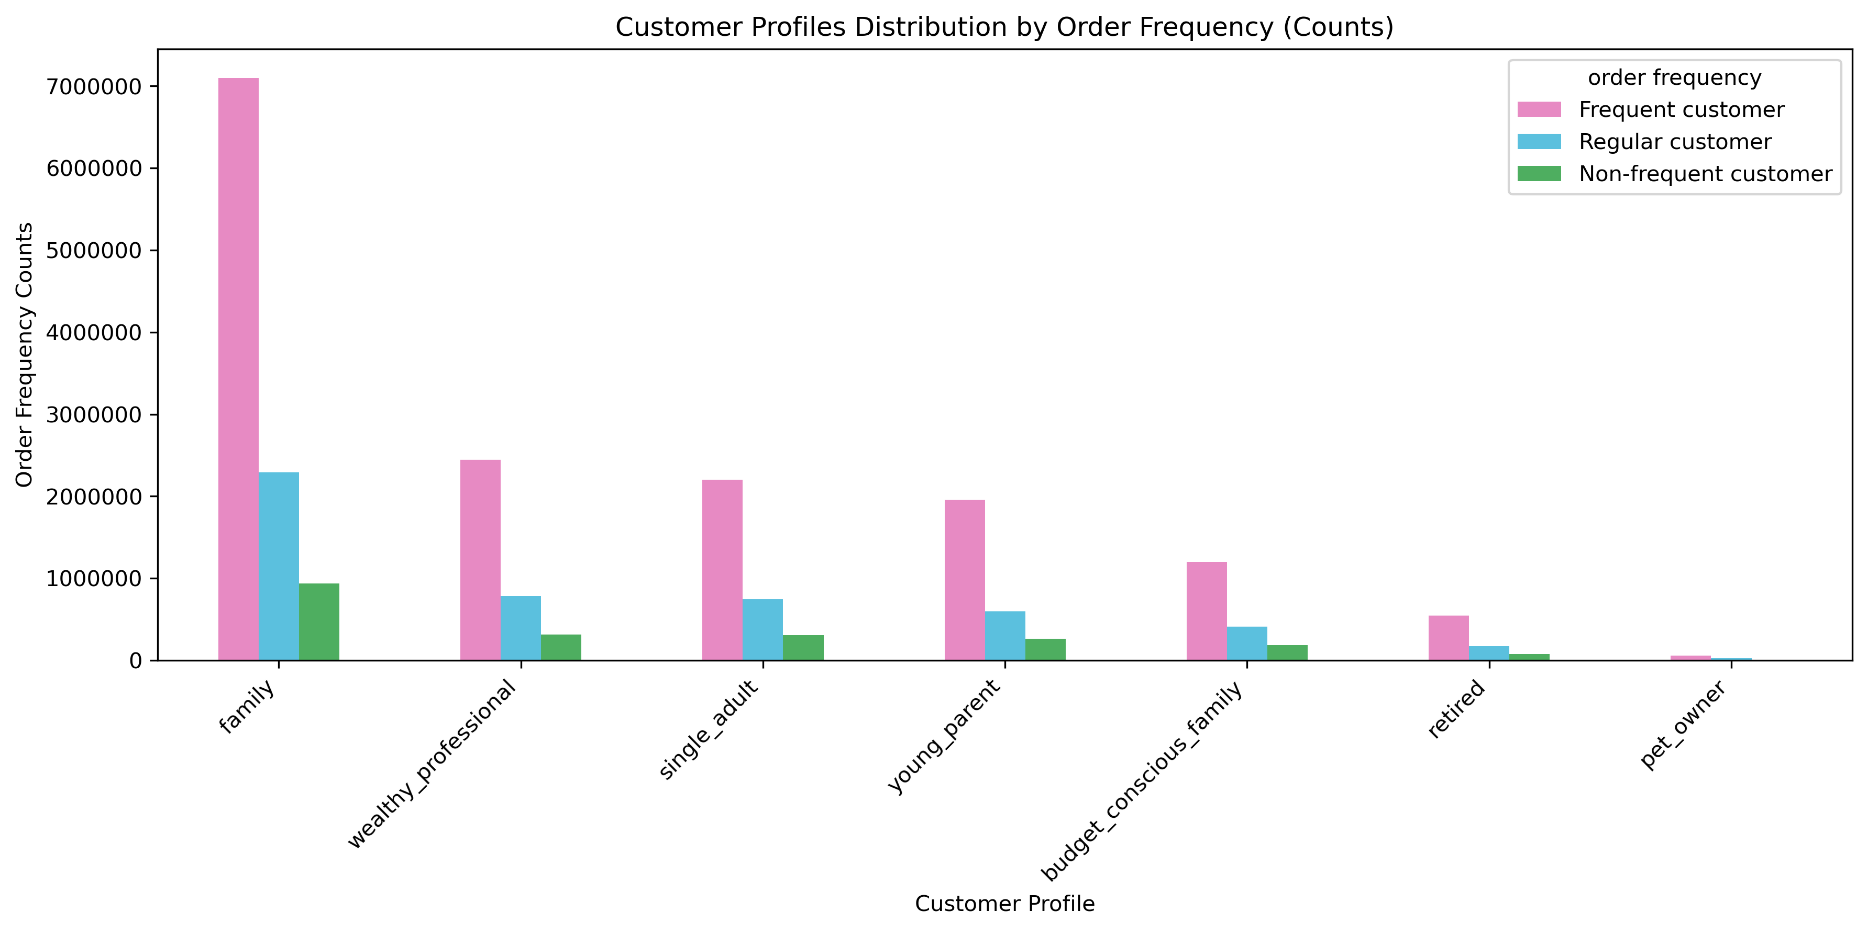 Customer Profiles Distribution by Order Frequency (Counts)
order frequency
Frequent customer
Regular customer
Non-frequent customer
Order Frequency Counts
7000000
6000000
5000000
4000000
3000000
2000000
1000000
0
family
wealthy_professional
single_adult
young_parent
budget_conscious_family
retired
pet_owner
Customer Profile